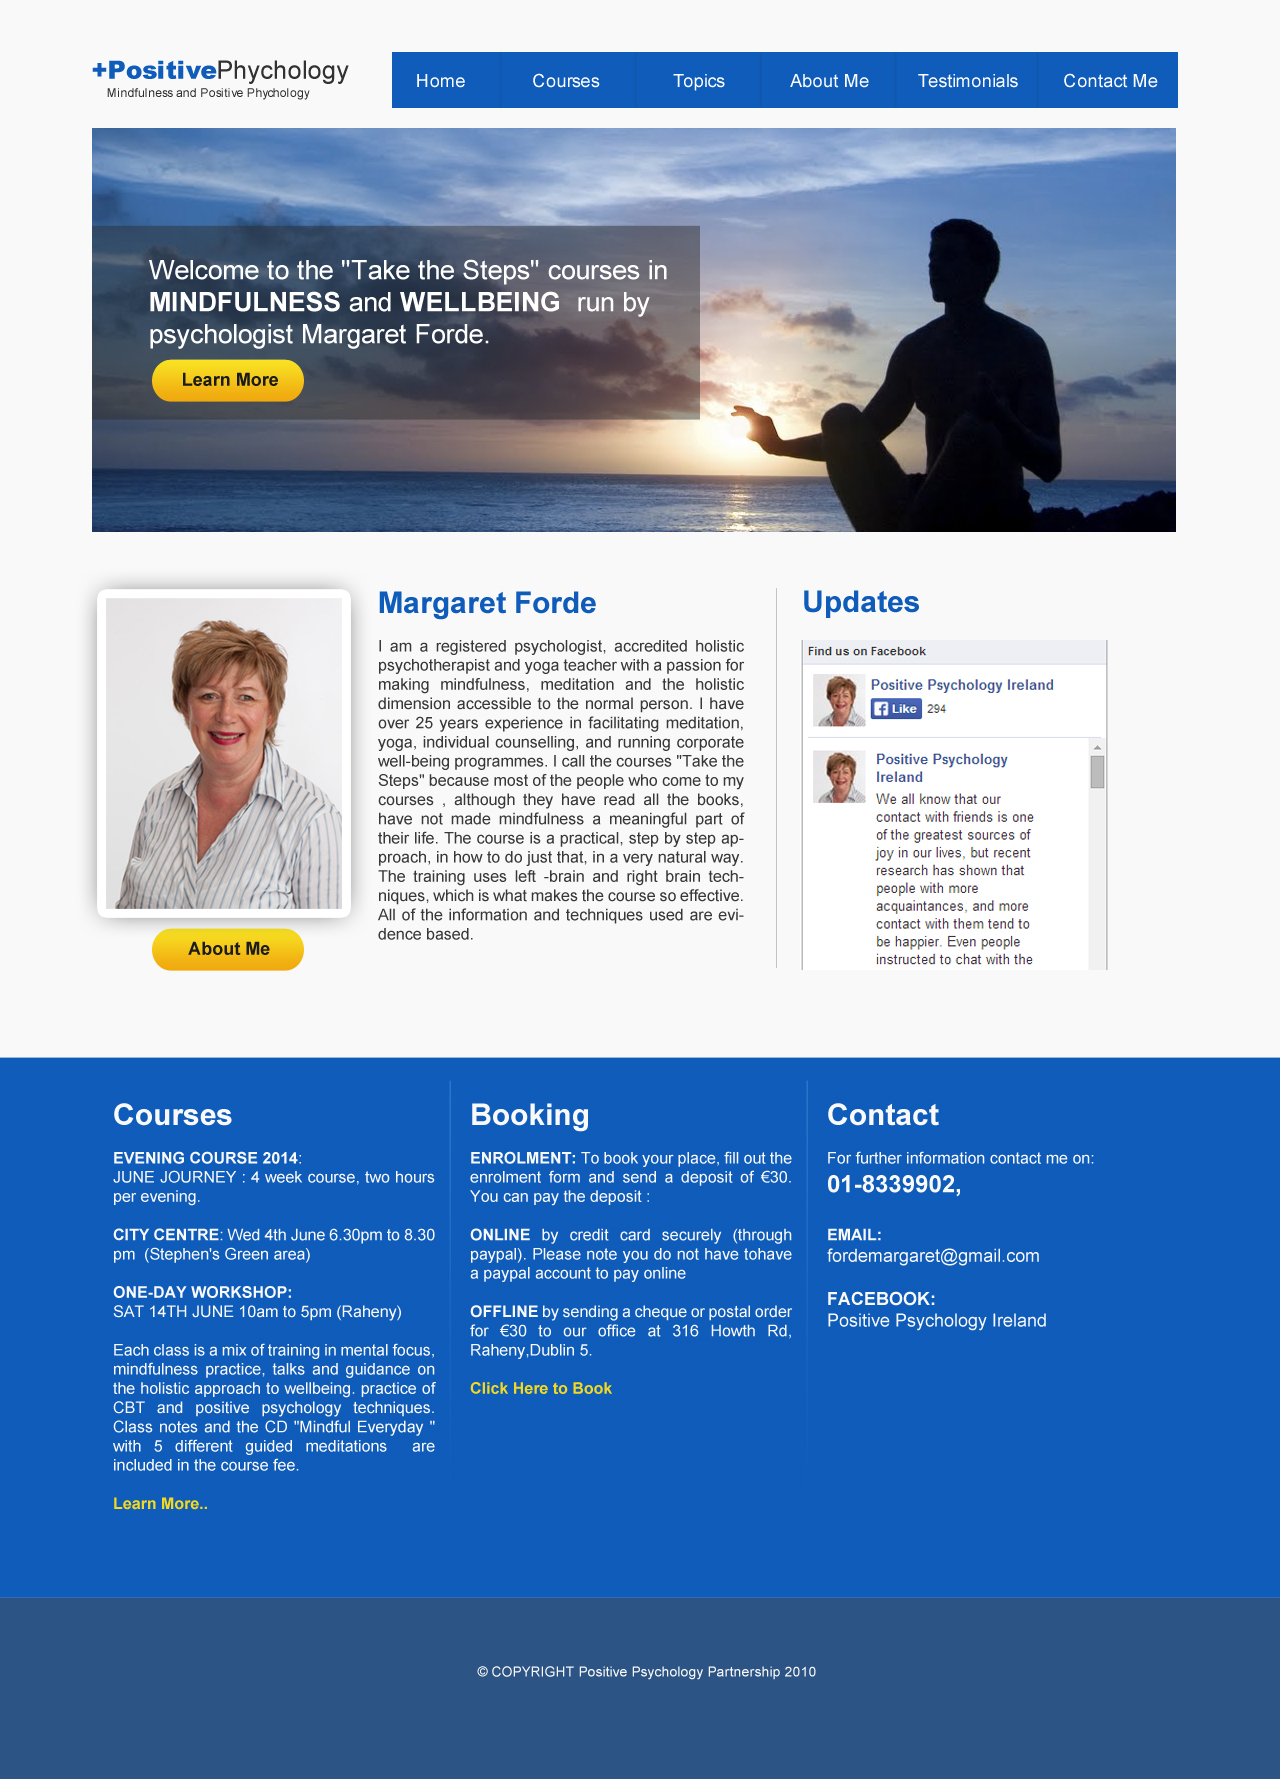 +PositivePhychology
Mindfulness and Positive Phychology
Home
Courses
Topics
About Me
Testimonials
Contact Me
Welcome to the "Take the Steps" courses in
MINDFULNESS and WELLBEING run by
psychologist Margaret Forde.
Learn More
About Me
Margaret Forde
I am a registered psychologist, accredited holistic
psychotherapist and yoga teacher with a passion for
making mindfulness, meditation and the holistic
dimension accessible to the normal person. I have
over 25 years experience in facilitating meditation,
yoga, individual counselling, and running corporate
well-being programmes. I call the courses "Take the
Steps" because most of the people who come to my
courses , although they have read all the books,
have not made mindfulness a meaningful part of
their life. The course is a practical, step by step ap-
proach, in how to do just that, in a very natural way.
The training uses left -brain and right brain tech-
niques, which is what makes the course so effective.
All of the information and techniques used are evi-
dence based.
Updates
Find us on Facebook
Positive Psychology Ireland
Like 294
Positive Psychology
Ireland
We all know that our
contact with friends is one
of the greatest sources of
joy in our lives, but recent
research has shown that
people with more
acquaintances, and more
contact with them tend to
be happier. Even people
instructed to chat with the
Courses
EVENING COURSE 2014:
JUNE JOURNEY : 4 week course, two hours
per evening.
CITY CENTRE: Wed 4th June 6.30pm to 8.30
pm (Stephen's Green area)
ONE-DAY WORKSHOP:
SAT 14TH JUNE 10am to 5pm (Raheny)
Each class is a mix of training in mental focus,
mindfulness practice, talks and guidance on
the holistic approach to wellbeing. practice of
CBT and positive psychology techniques.
Class notes and the CD "Mindful Everyday "
with 5 different guided meditations are
included in the course fee.
Learn More..
Booking
ENROLMENT: To book your place, fill out the
enrolment form and send a deposit of €30.
You can pay the deposit :
ONLINE by credit card securely (through
paypal). Please note you do not have tohave
a paypal account to pay online
OFFLINE by sending a cheque or postal order
for €30 to our office at 316 Howth Rd,
Raheny,Dublin 5.
Click Here to Book
Contact
For further information contact me on:
01-8339902,
EMAIL:
fordemargaret@gmail.com
FACEBOOK:
Positive Psychology Ireland
© COPYRIGHT Positive Psychology Partnership 2010